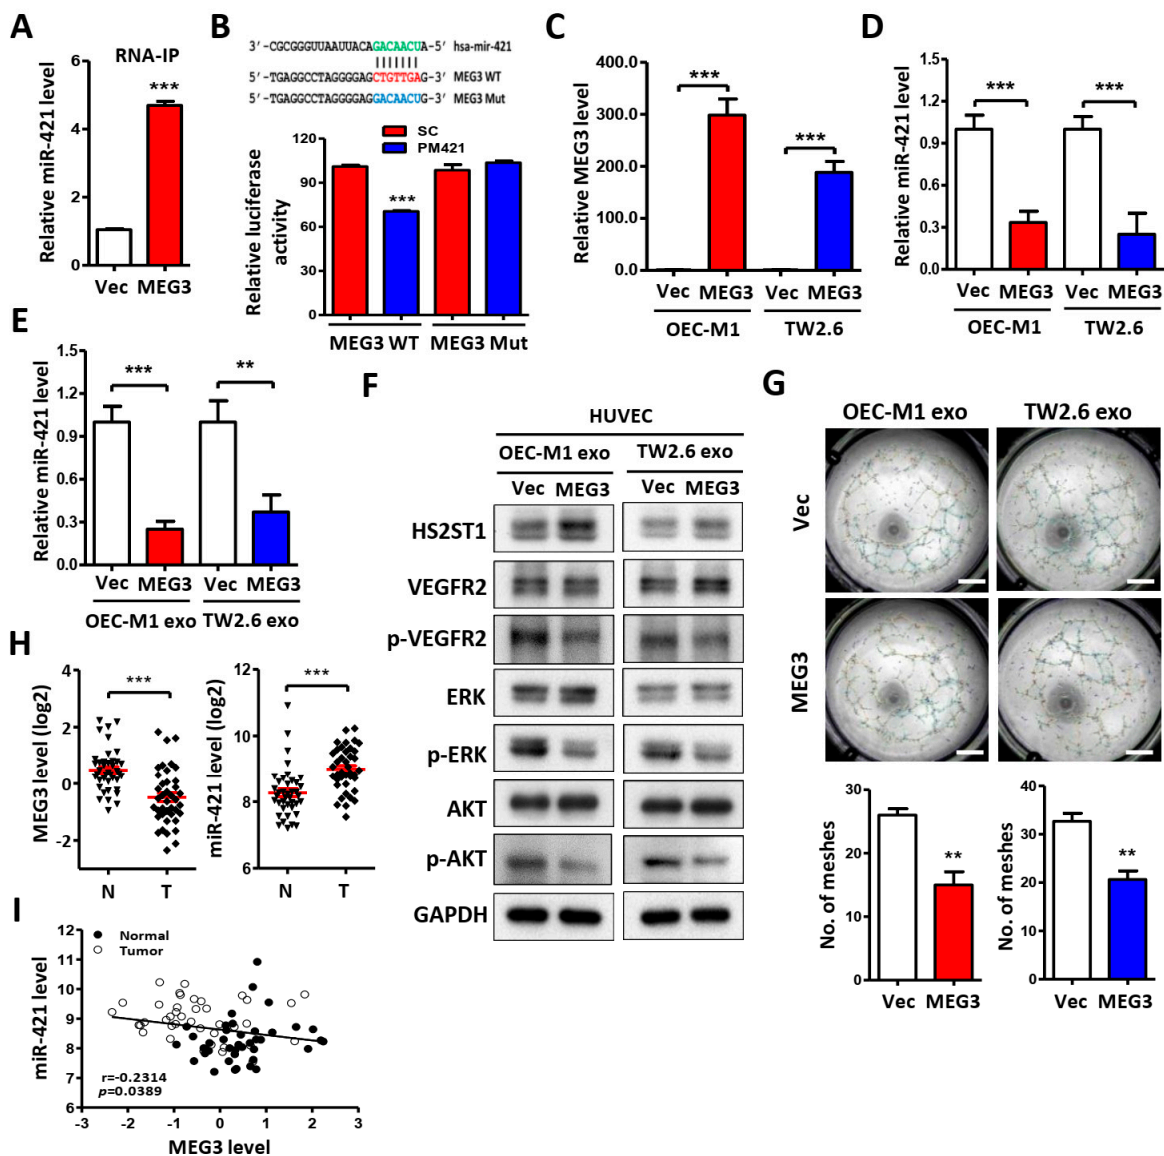 A
RNA-IP
Relative miR-421 level
6
4
2
0
***
Vec MEG3
B
3′-CGCGGGUUAAUUACAGACAACUA-5′ hsa-mir-421
5′-TGAGGCCTAGGGGAGCTGTTGAG-3′ MEG3 WT
5′-TGAGGCCTAGGGGAGGACAACUG-3′ MEG3 Mut
SC
PM421
Relative luciferase
activity
120
90
60
30
0
***
MEG3 WT MEG3 Mut
C
Relative MEG3 level
400.0
300.0
200.0
100.0
0.0
***
***
Vec MEG3 Vec MEG3
OEC-M1 TW2.6
D
Relative miR-421 level
1.5
1.2
0.9
0.6
0.3
0.0
*** ***
Vec MEG3 Vec MEG3
OEC-M1 TW2.6
E
Relative miR-421 level
1.5
1.2
0.9
0.6
0.3
0.0
*** **
Vec MEG3 Vec MEG3
OEC-M1 exo TW2.6 exo
F
HUVEC
OEC-M1 exo TW2.6 exo
Vec MEG3 Vec MEG3
HS2ST1
VEGFR2
p-VEGFR2
ERK
p-ERK
AKT
p-AKT
GAPDH
G
OEC-M1 exo TW2.6 exo
Vec
MEG3
No. of meshes
30
20
10
0
**
Vec MEG3
No. of meshes
40
30
20
10
0
**
Vec MEG3
H
MEG3 level (log2)
4
2
0
-2
***
N T
miR-421 level (log2)
12
10
8
6
***
N T
I
miR-421 level
12
11
10
9
8
7
6
Normal
Tumor
r=-0.2314
p=0.0389
-3 -2 -1 0 1 2 3
MEG3 level